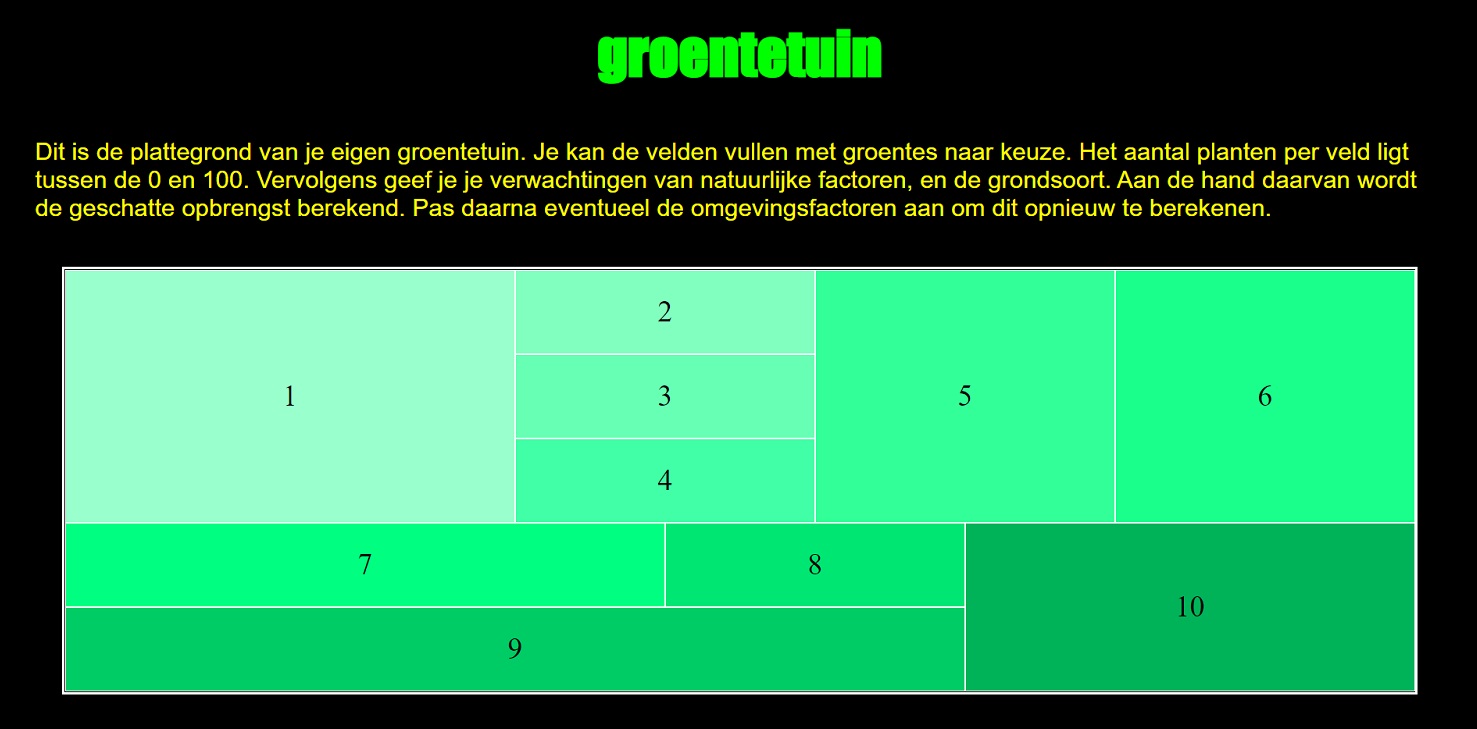 groentetuin
Dit is de plattegrond van je eigen groentetuin. Je kan de velden vullen met groentes naar keuze. Het aantal planten per veld ligt
tussen de 0 en 100. Vervolgens geef je je verwachtingen van natuurlijke factoren, en de grondsoort. Aan de hand daarvan wordt
de geschatte opbrengst berekend. Pas daarna eventueel de omgevingsfactoren aan om dit opnieuw te berekenen.
1
2
3
4
5
6
7
8
9
10